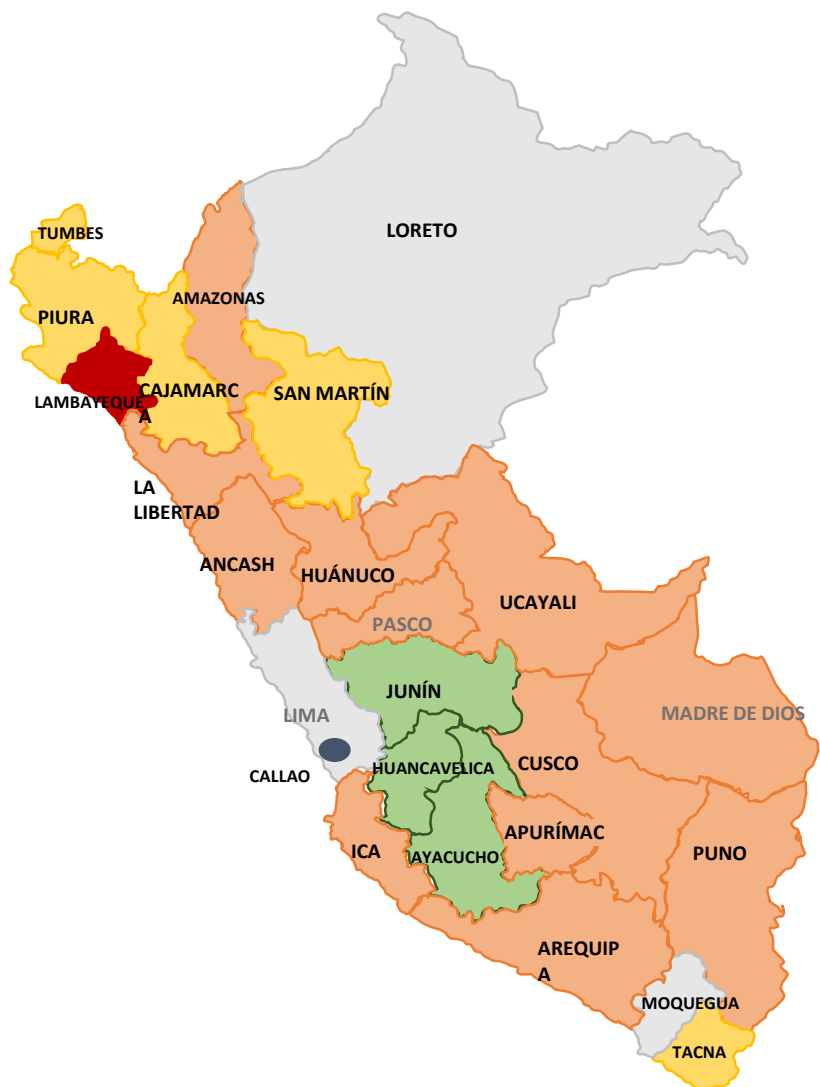 LORETO
TUMBES
AMAZONAS
PIURA
CAJAMARC
A
SAN MARTÍN
LAMBAYEQUE
LA
LIBERTAD
ANCASH
HUÁNUCO
UCAYALI
PASCO
JUNÍN
LIMA
MADRE DE DIOS
CALLAO
HUANCAVELICA
CUSCO
APURÍMAC
ICA
AYACUCHO
PUNO
AREQUIP
A
MOQUEGUA
TACNA